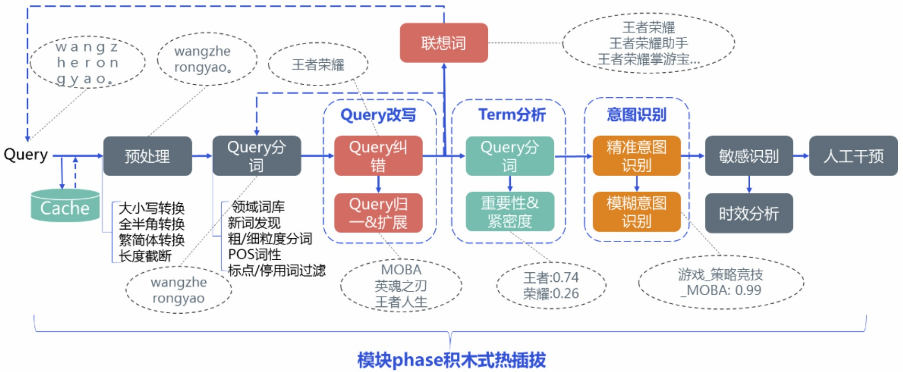 联想词
王者荣耀
王者荣耀助手
王者荣耀掌游宝...
w a n g z
h e r o n
g y a o 。
wangzhe
rongyao。
王者荣耀
Query改写
Term分析
意图识别
Query
预处理
Query分
词
Query纠
错
Query分
词
精准意图
识别
敏感识别
人工干预
Cache
大小写转换
全半角转换
繁简体转换
长度截断
领域词库
新词发现
粗/细粒度分词
POS词性
标点/停用词过滤
Query归
一&扩展
重要性&
紧密度
模糊意图
识别
时效分析
wangzhe
rongyao
MOBA
英魂之刃
王者人生
王者:0.74
荣耀:0.26
游戏_策略竞技
_MOBA: 0.99
模块phase积木式热插拔